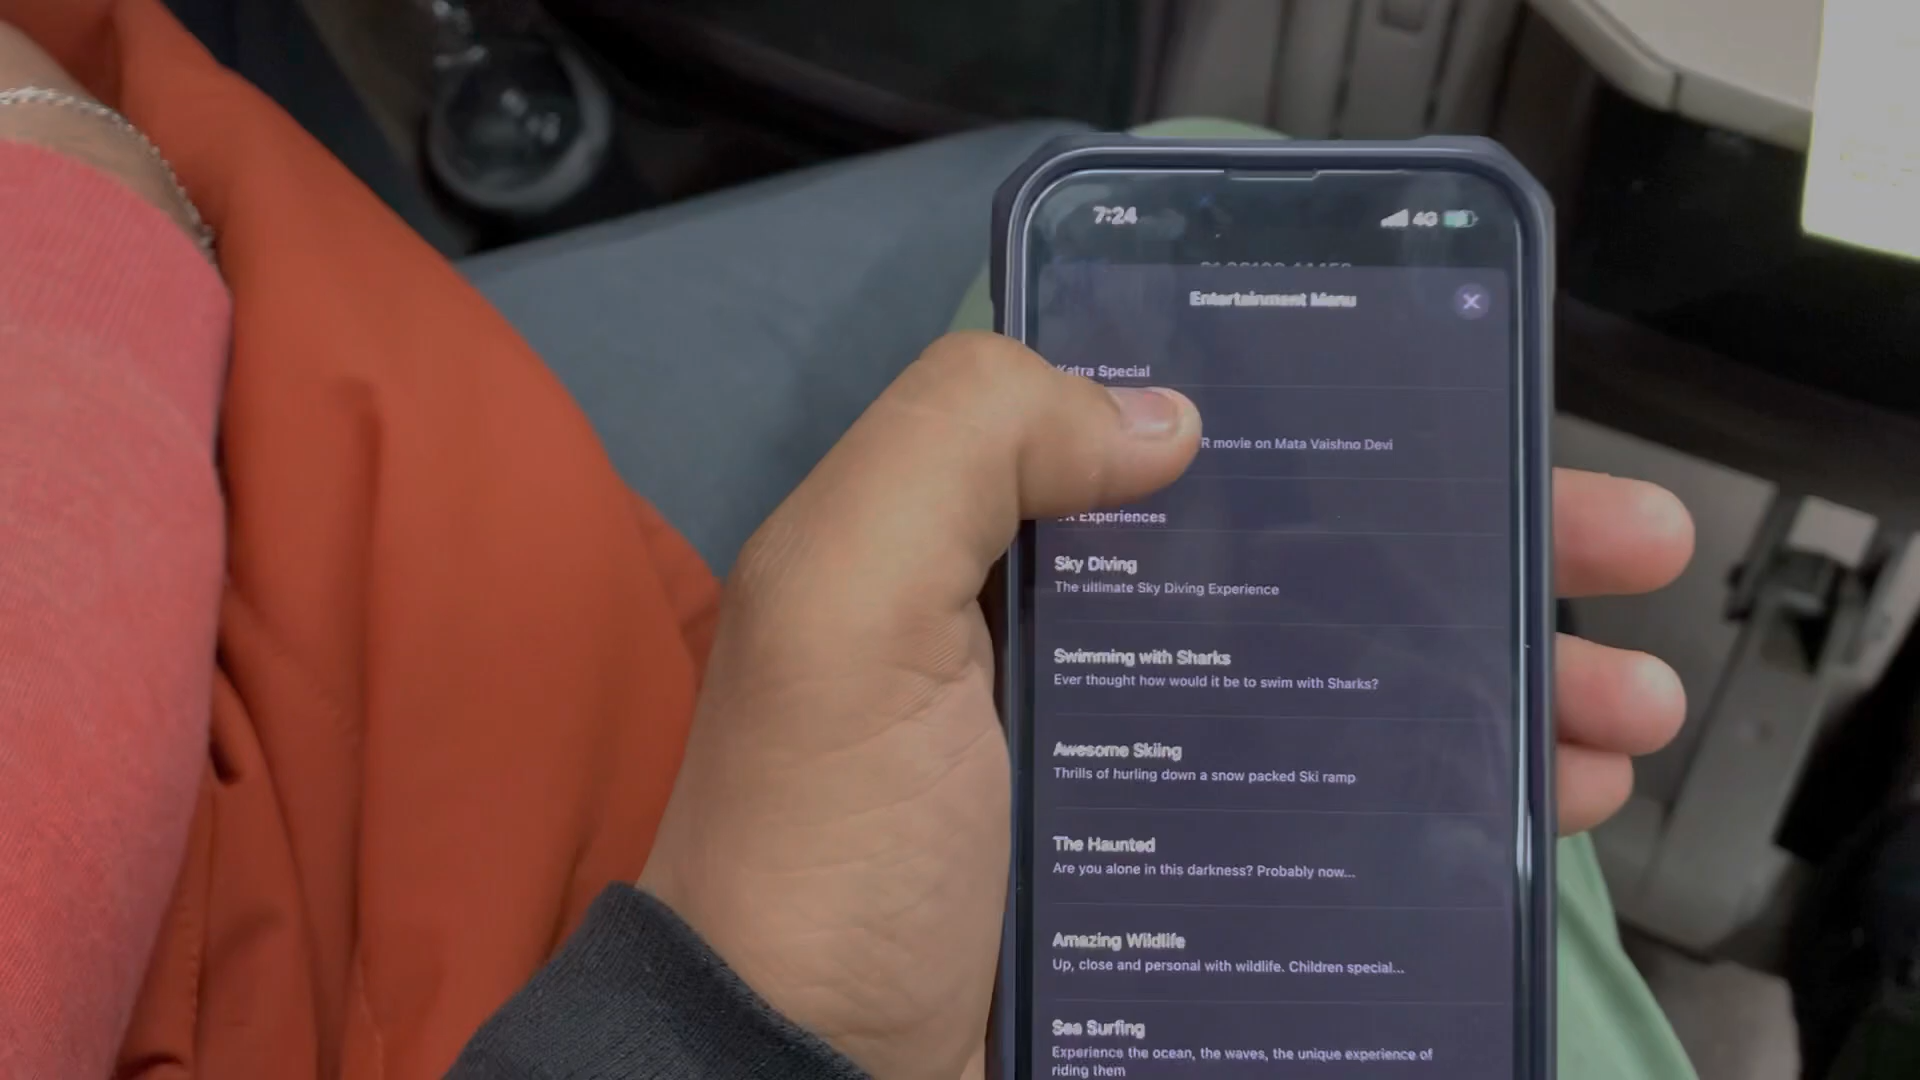 7:24
4G
Entertainment Menu
Katra Special
R movie on Mata Vaishno Devi
Experiences
Sky Diving
The ultimate Sky Diving Experience
Swimming with Sharks
Ever thought how would it be to swim with Sharks?
Awesome Skiing
Thrills of hurling down a snow packed Ski ramp
The Haunted
Are you alone in this darkness? Probably now...
Amazing Wildlife
Up, close and personal with wildlife. Children special...
Sea Surfing
Experience the ocean, the waves, the unique experience of
riding them